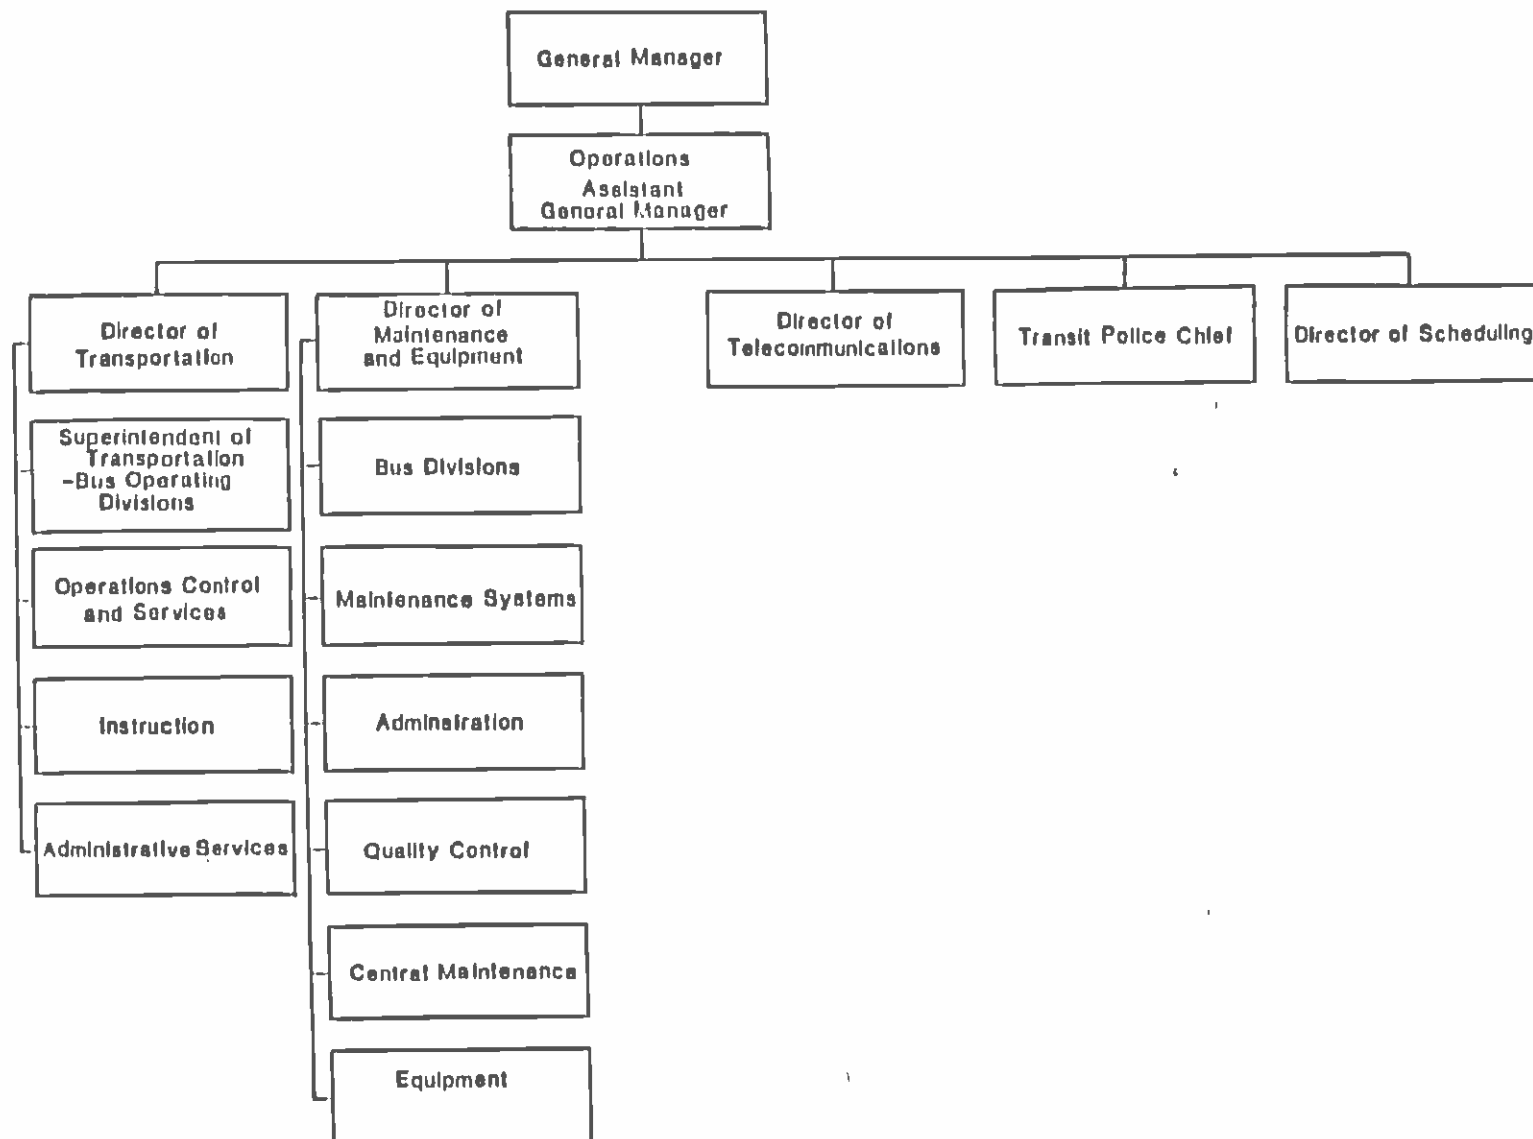 General Manager
Operations
Assistant
General Manager
Director of
Transportation
Director of
Maintenance
and Equipment
Director of
Telecommunications
Transit Police Chief
Director of Scheduling
Superintendent of
Transportation
-Bus Operating
Divisions
Operations Control
and Services
Instruction
Administrative Services
Bus Divisions
Maintenance Systems
Adminstration
Quality Control
Central Maintenance
Equipment